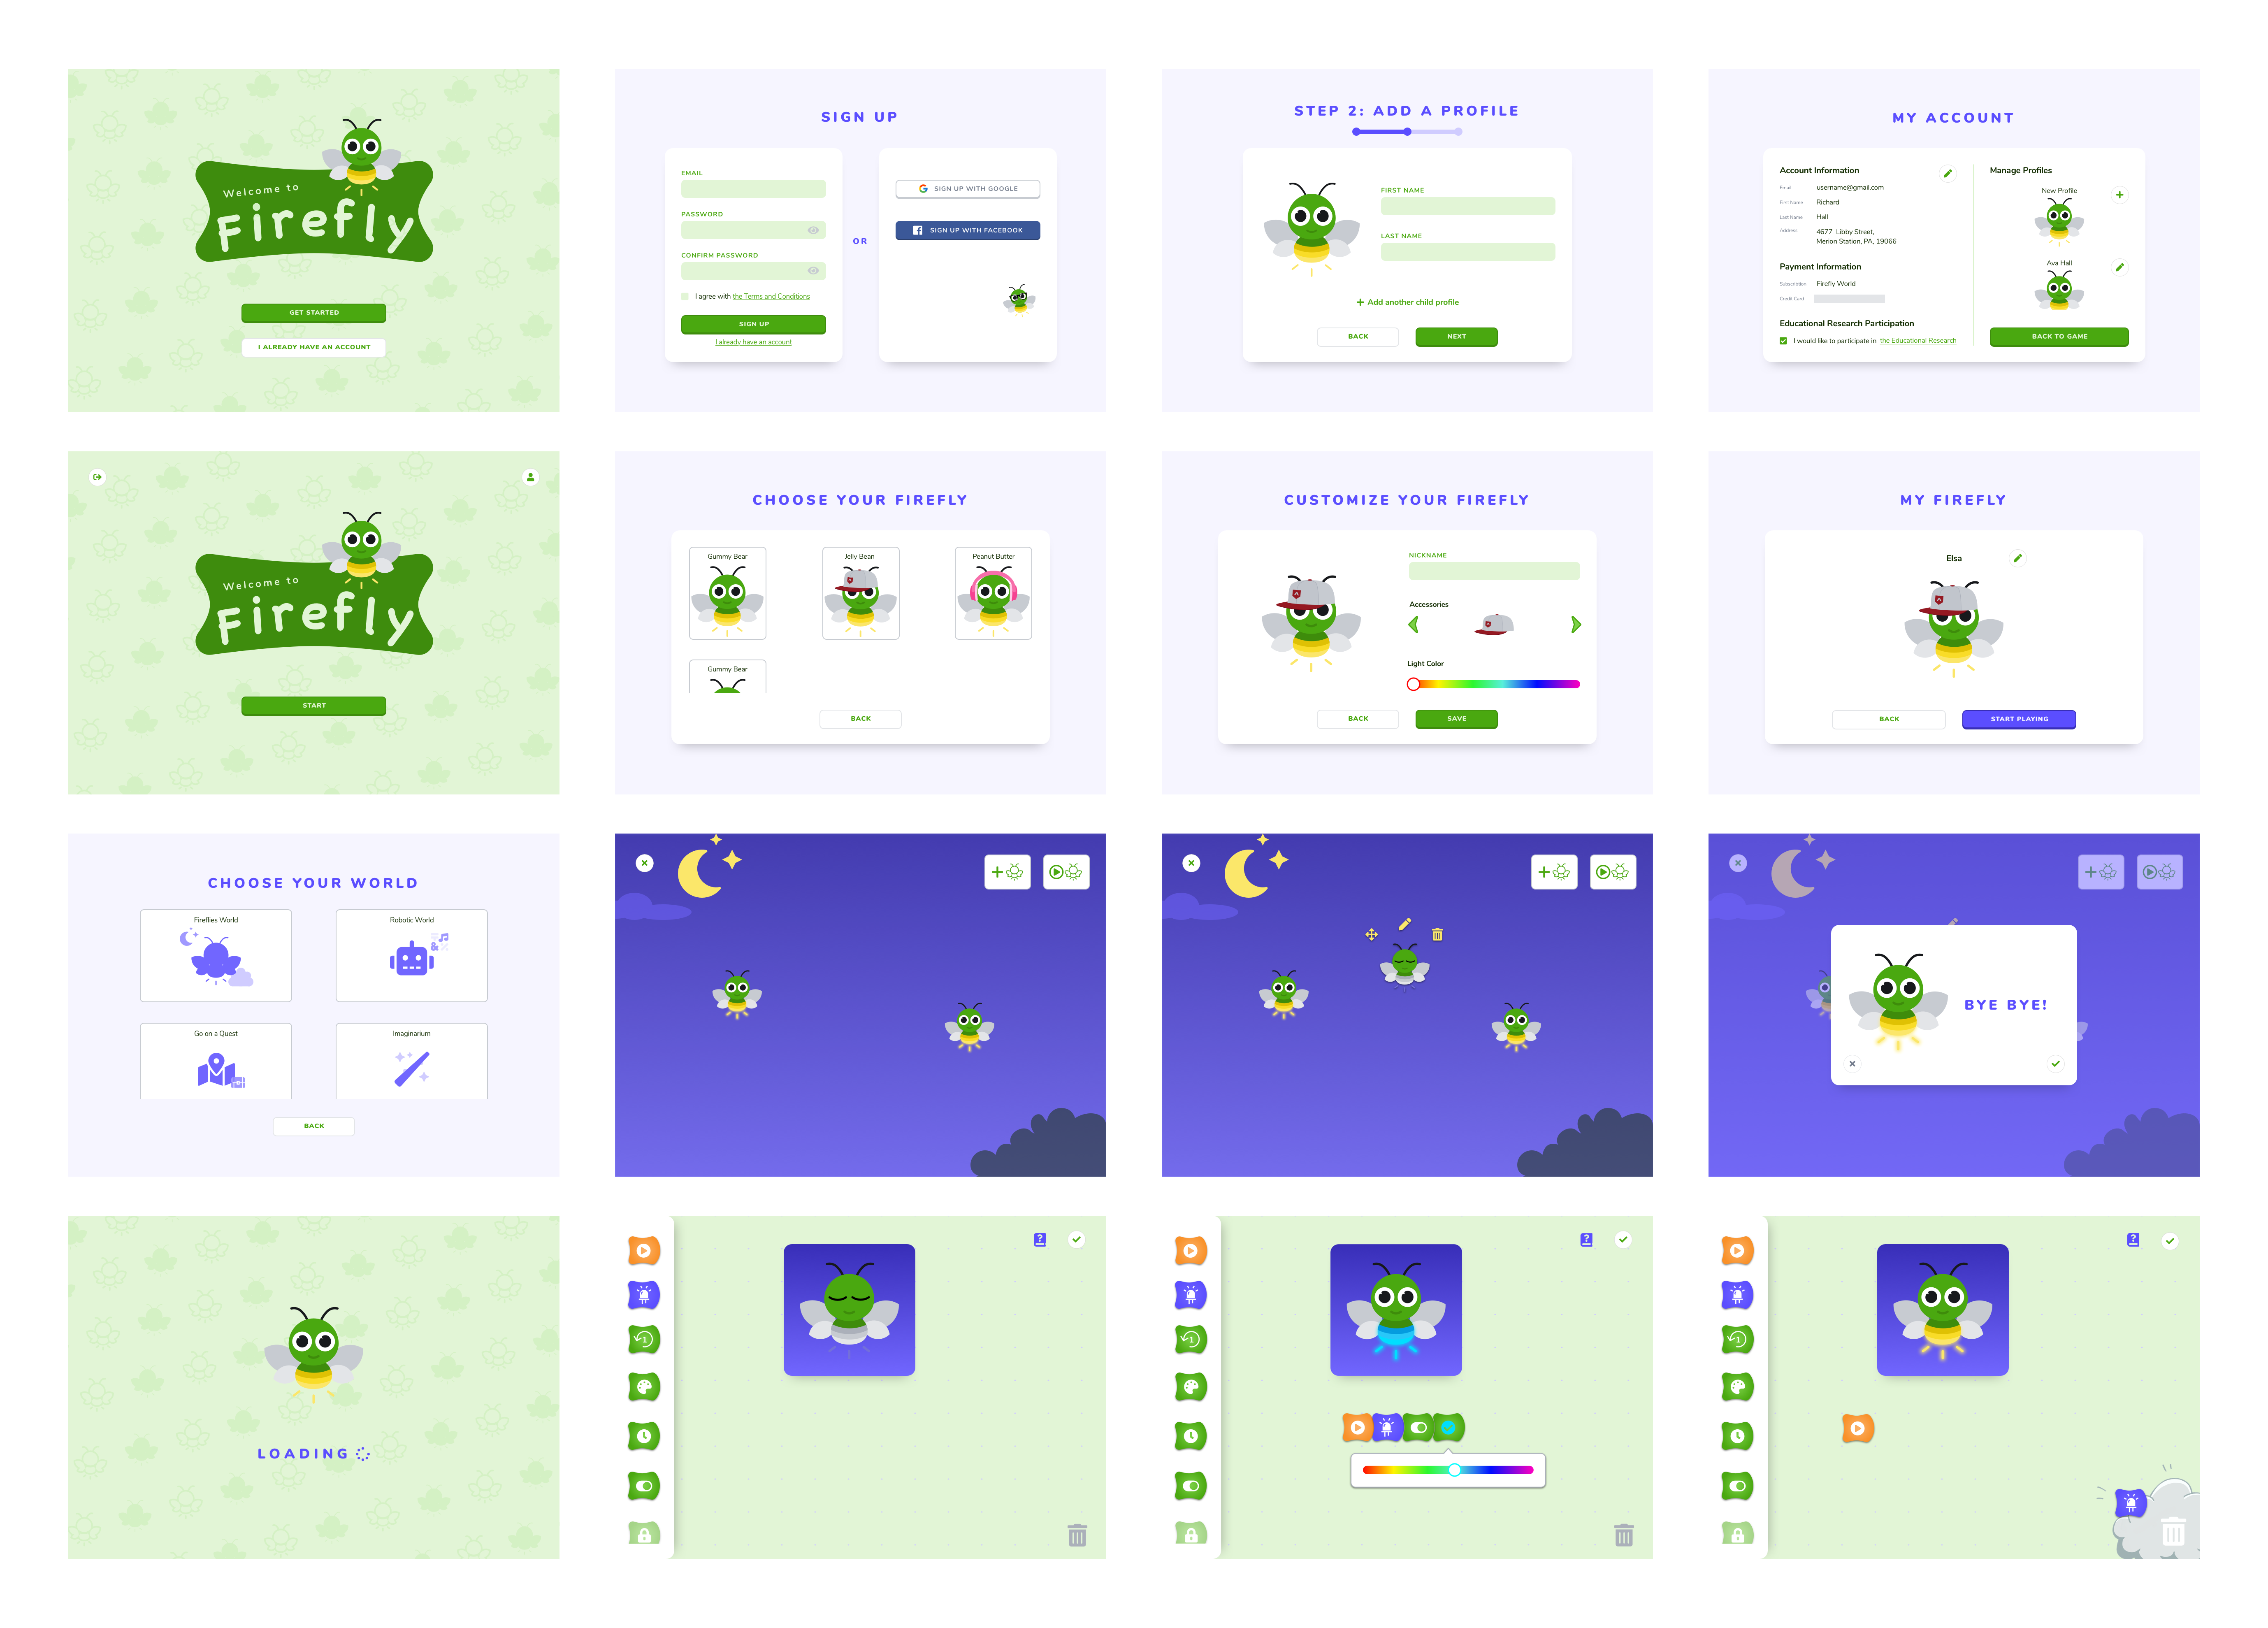 Welcome to
Firefly
GET STARTED
I ALREADY HAVE AN ACCOUNT
SIGN UP
EMAIL
PASSWORD
CONFIRM PASSWORD
I agree with the Terms and Conditions
SIGN UP
I already have an account
OR
SIGN UP WITH GOOGLE
SIGN UP WITH FACEBOOK
STEP 2: ADD A PROFILE
FIRST NAME
LAST NAME
+ Add another child profile
BACK
NEXT
MY ACCOUNT
Account Information
Email username@gmail.com
First Name Richard
Last Name Hall
Address 4677 Libby Street,
Merion Station, PA, 19066
Payment Information
Subscribtion Firefly World
Credit Card
Educational Research Participation
I would like to participate in the Educational Research
Manage Profiles
New Profile
Ava Hall
BACK TO GAME
Welcome to
Firefly
START
CHOOSE YOUR FIREFLY
Gummy Bear
Jelly Bean
Peanut Butter
Gummy Bear
BACK
CUSTOMIZE YOUR FIREFLY
NICKNAME
Accessories
Light Color
BACK
SAVE
MY FIREFLY
Elsa
BACK
START PLAYING
CHOOSE YOUR WORLD
Fireflies World
Robotic World
&
Go on a Quest
Imaginarium
BACK
BYE BYE!
LOADING
?
1
?
1
?
1